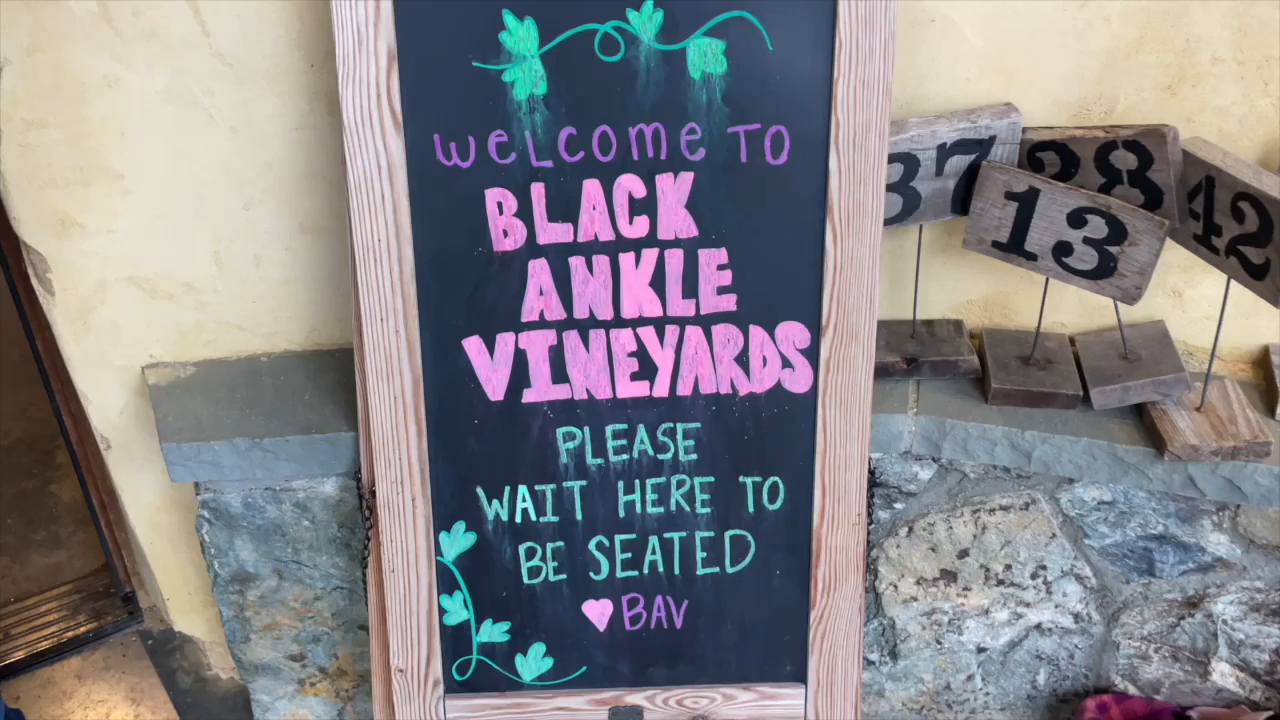 WELCOME TO
BLACK
ANKLE
VINEYARDS
PLEASE
WAIT HERE TO
BE SEATED
BAV
37
28
13
42